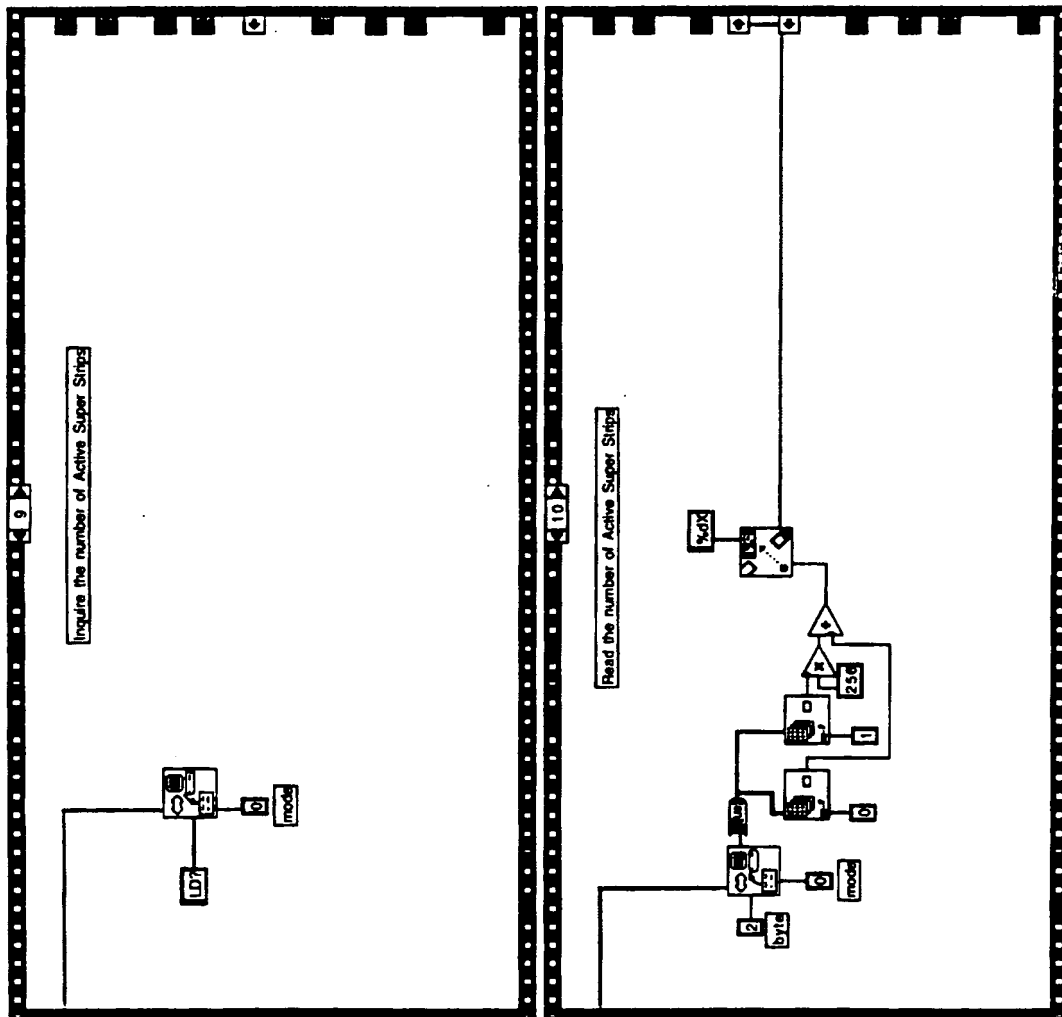 9
Inquire the number of Active Super Strips
LD?
0
mode
10
Read the number of Active Super Strips
%dX
256
1
0
2
byte
0
mode